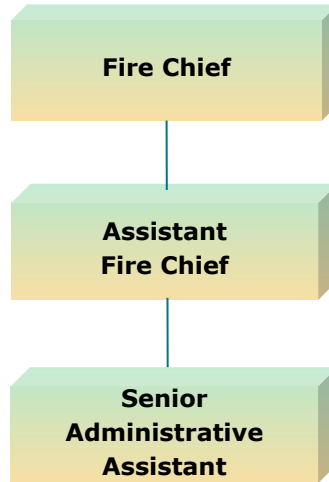 Fire Chief
Assistant
Fire Chief
Senior
Administrative
Assistant